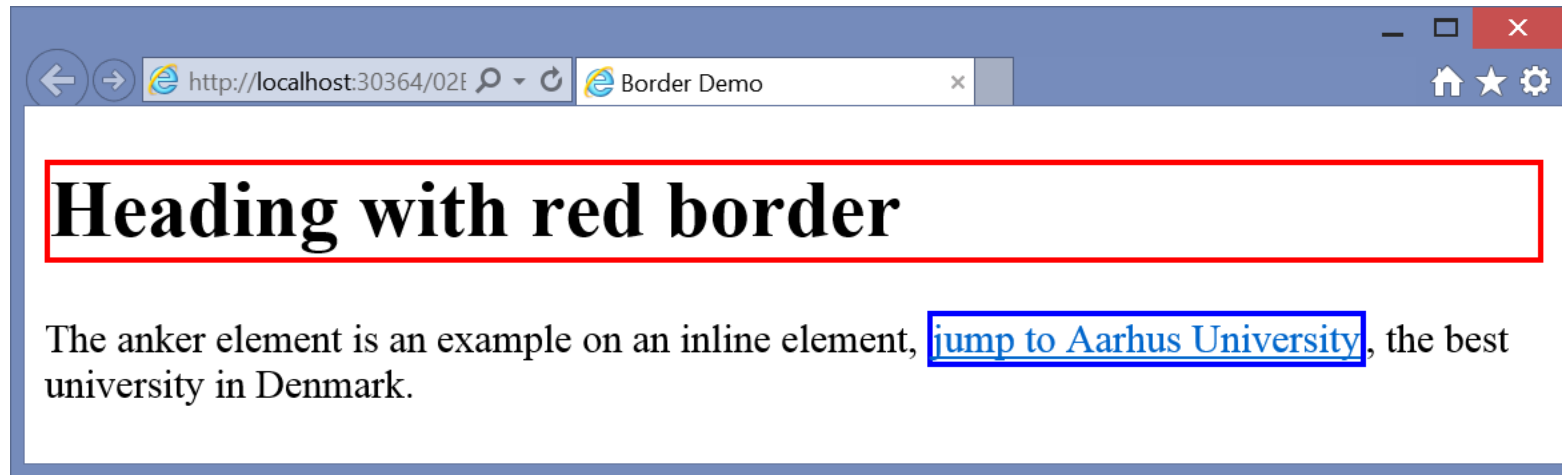 http://localhost:30364/02E
Border Demo
Heading with red border
The anker element is an example on an inline element, jump to Aarhus University, the best
university in Denmark.